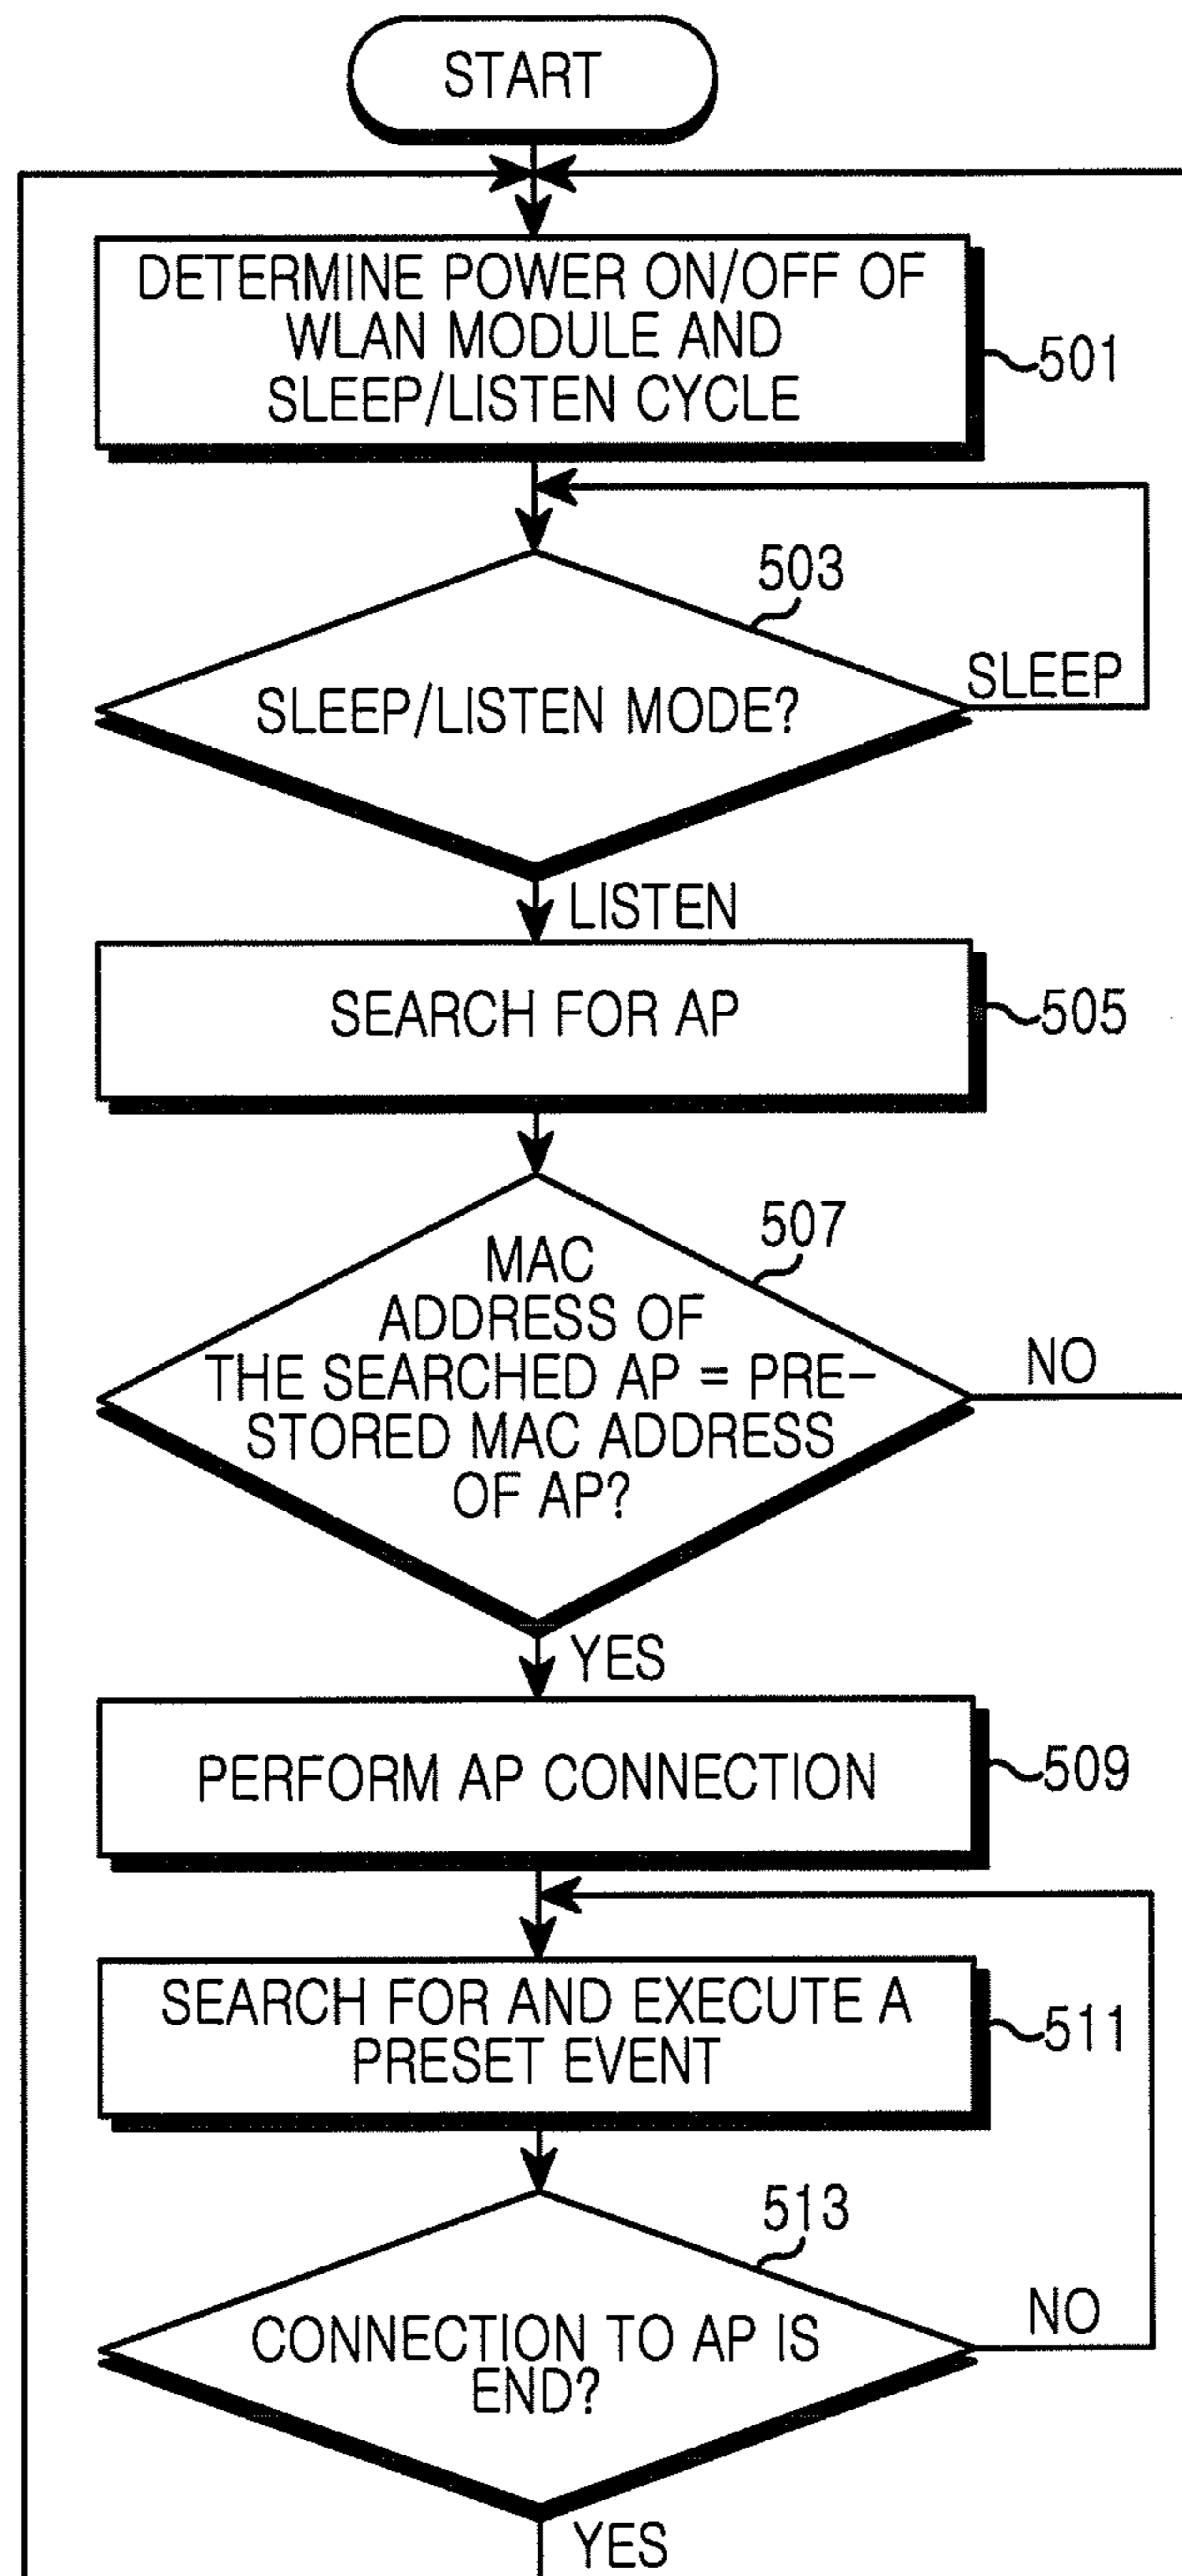 START
DETERMINE POWER ON/OFF OF
WLAN MODULE AND
SLEEP/LISTEN CYCLE
501
503
SLEEP/LISTEN MODE?
SLEEP
LISTEN
SEARCH FOR AP
505
507
MAC
ADDRESS OF
THE SEARCHED AP = PRE-
STORED MAC ADDRESS
OF AP?
NO
YES
PERFORM AP CONNECTION
509
SEARCH FOR AND EXECUTE A
PRESET EVENT
511
513
CONNECTION TO AP IS
END?
NO
YES